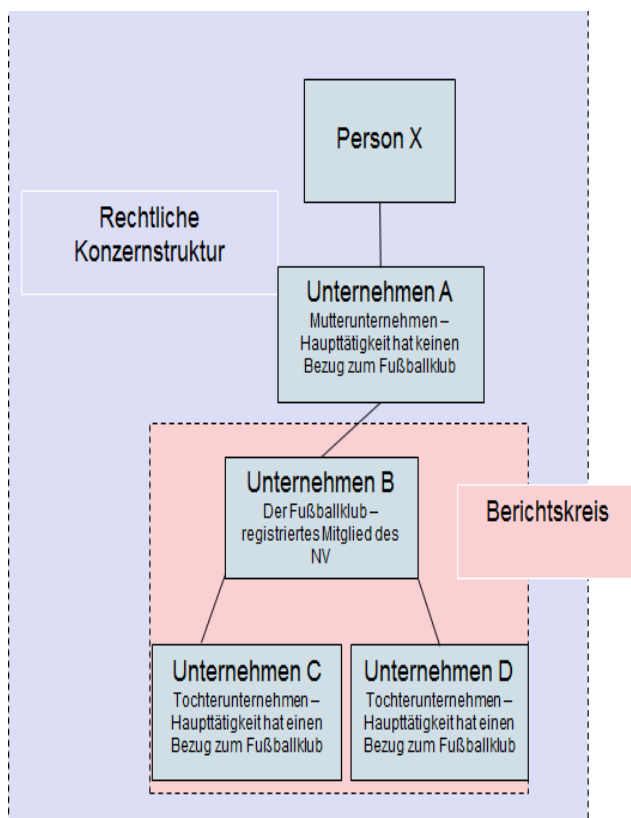 Person X
Rechtliche
Konzernstruktur
Unternehmen A
Mutterunternehmen –
Haupttätigkeit hat keinen
Bezug zum Fußballklub
Unternehmen B
Der Fußballklub –
registriertes Mitglied des
NV
Berichtskreis
Unternehmen C
Tochterunternehmen –
Haupttätigkeit hat einen
Bezug zum Fußballklub
Unternehmen D
Tochterunternehmen –
Haupttätigkeit hat einen
Bezug zum Fußballklub